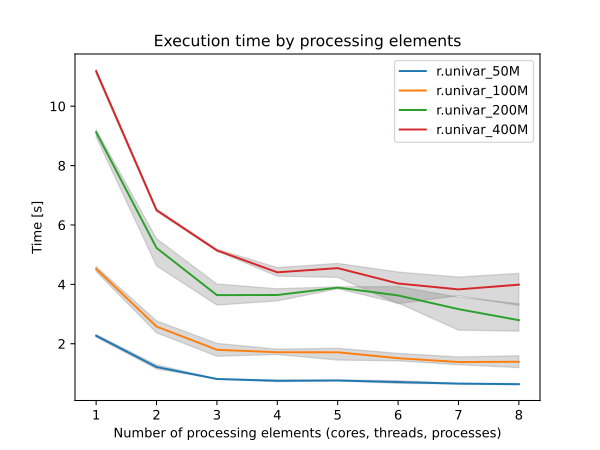 Execution time by processing elements
r.univar_50M
r.univar_100M
r.univar_200M
r.univar_400M
Time [s]
10
8
6
4
2
1 2 3 4 5 6 7 8
Number of processing elements (cores, threads, processes)